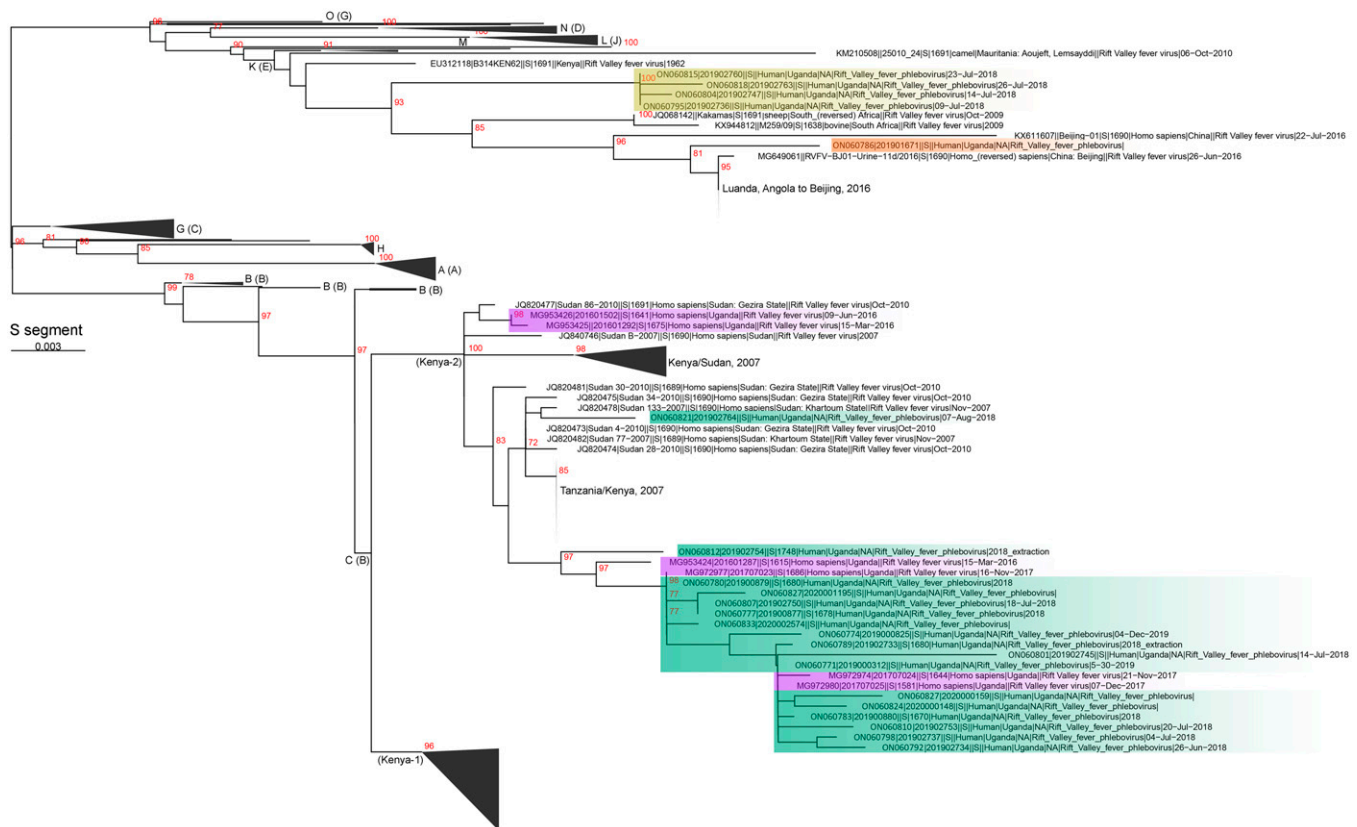 O (G)
96
77
100
N (D)
100
L (J)
M
90
91
100
K (E)
KM210508||25010_24|S|1691|camel|Mauritania: Aoujeft, Lemsayddi||Rift Valley fever virus|06-Oct-2010
EU312118|B314KEN62||S|1691||Kenya||Rift Valley fever virus|1962
ON060815|201902760||S||Human|Uganda|NA|Rift_Valley_fever_phlebovirus|23-Jul-2018
100
ON060818|201902763||S||Human|Uganda|NA|Rift_Valley_fever_phlebovirus|26-Jul-2018
ON060804|201902747||S||Human|Uganda|NA|Rift_Valley_fever_phlebovirus|14-Jul-2018
93
ON060795|201902736||S||Human|Uganda|NA|Rift_Valley_fever_phlebovirus|09-Jul-2018
100
JQ068142||Kakamas|S|1691|sheep|South_(reversed) Africa||Rift Valley fever virus|Oct-2009
85
KX944812||M259/09|S|1638|bovine|South Africa||Rift Valley fever virus|2009
96
KX611607||Beijing-01|S|1690|Homo sapiens|China||Rift Valley fever virus|22-Jul-2016
ON060786|201901671||S||Human|Uganda|NA|Rift_Valley_fever_phlebovirus|
81
MG649061||RVFV-BJ01-Urine-11d/2016|S|1690|Homo_(reversed) sapiens|China: Beijing||Rift Valley fever virus|26-Jun-2016
95
Luanda, Angola to Beijing, 2016
G (C)
96
81
85
100
H
100
A (A)
78
B (B)
99
B (B)
B (B)
97
S segment
0.003
97
JQ820477|Sudan 86-2010||S|1691|Homo sapiens|Sudan: Gezira State||Rift Valley fever virus|Oct-2010
98
MG953426|201601502||S|1641|Homo sapiens|Uganda||Rift Valley fever virus|09-Jun-2016
MG953425||201601292||S|1675|Homo sapiens|Uganda||Rift Valley fever virus|15-Mar-2016
JQ840746|Sudan B-2007||S|1690|Homo sapiens|Sudan||Rift Valley fever virus|2007
(Kenya-2)
100
98
Kenya/Sudan, 2007
JQ820481|Sudan 30-2010||S|1689|Homo sapiens|Sudan: Gezira State||Rift Valley fever virus|Oct-2010
JQ820475|Sudan 34-2010||S|1690|Homo sapiens|Sudan: Gezira State||Rift Valley fever virus|Oct-2010
JQ820478|Sudan 133-2007||S|1690|Homo sapiens|Sudan: Khartoum State||Rift Valley fever virus|Nov-2007
ON060821|201902764||S||Human|Uganda|NA|Rift_Valley_fever_phlebovirus|07-Aug-2018
JQ820473|Sudan 4-2010||S|1690|Homo sapiens|Sudan: Gezira State||Rift Valley fever virus|Oct-2010
83
72
JQ820482|Sudan 77-2007||S|1689|Homo sapiens|Sudan: Khartoum State||Rift Valley fever virus|Nov-2007
JQ820474|Sudan 28-2010||S|1690|Homo sapiens|Sudan: Gezira State||Rift Valley fever virus|Oct-2010
85
Tanzania/Kenya, 2007
C (B)
97
ON060812|201902754||S|1748|Human|Uganda|NA|Rift_Valley_fever_phlebovirus|2018_extraction
97
MG953424|201601287||S|1615|Homo sapiens|Uganda||Rift Valley fever virus|15-Mar-2016
MG972977|201707023||S|1686|Homo sapiens|Uganda||Rift Valley fever virus|16-Nov-2017
98
ON060780|201900879||S|1680|Human|Uganda|NA|Rift_Valley_fever_phlebovirus|2018
77
ON060827|2020001195||S||Human|Uganda|NA|Rift_Valley_fever_phlebovirus|
ON060807|201902750||S||Human|Uganda|NA|Rift_Valley_fever_phlebovirus|18-Jul-2018
77
ON060777|201900877||S|1678|Human|Uganda|NA|Rift_Valley_fever_phlebovirus|2018
ON060833|2020002574||S||Human|Uganda|NA|Rift_Valley_fever_phlebovirus|
ON060774|2019000825||S||Human|Uganda|NA|Rift_Valley_fever_phlebovirus|04-Dec-2019
ON060789|201902733||S|1680|Human|Uganda|NA|Rift_Valley_fever_phlebovirus|2018_extraction
ON060801|201902745||S||Human|Uganda|NA|Rift_Valley_fever_phlebovirus|14-Jul-2018
ON060771|2019000312||S||Human|Uganda|NA|Rift_Valley_fever_phlebovirus|5-30-2019
MG972974|201707024||S|1644|Homo sapiens|Uganda||Rift Valley fever virus|21-Nov-2017
MG972980|201707025||S|1581|Homo sapiens|Uganda||Rift Valley fever virus|07-Dec-2017
ON060827|2020000159||S||Human|Uganda|NA|Rift_Valley_fever_phlebovirus|
ON060824|2020000148||S||Human|Uganda|NA|Rift_Valley_fever_phlebovirus|
ON060783|201900880||S|1670|Human|Uganda|NA|Rift_Valley_fever_phlebovirus|2018
ON060810|201902753||S||Human|Uganda|NA|Rift_Valley_fever_phlebovirus|20-Jul-2018
ON060798|201902737||S||Human|Uganda|NA|Rift_Valley_fever_phlebovirus|04-Jul-2018
ON060792|201902734||S||Human|Uganda|NA|Rift_Valley_fever_phlebovirus|26-Jun-2018
96
(Kenya-1)